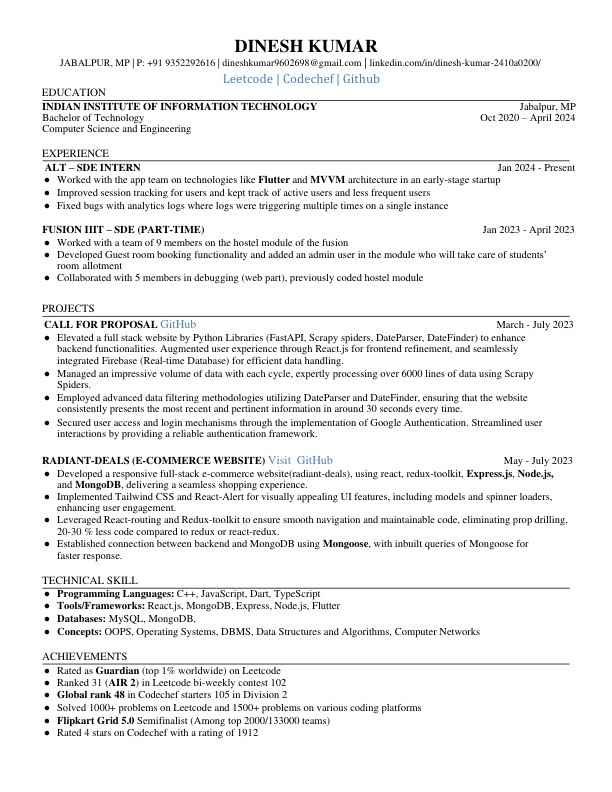 DINESH KUMAR
JABALPUR, MP | P: +91 9352292616 | dineshkumar9602698@gmail.com | linkedin.com/in/dinesh-kumar-2410a0200/
Leetcode | Codechef | Github
EDUCATION
INDIAN INSTITUTE OF INFORMATION TECHNOLOGY Jabalpur, MP
Bachelor of Technology Oct 2020 – April 2024
Computer Science and Engineering
EXPERIENCE
ALT – SDE INTERN Jan 2024 - Present
● Worked with the app team on technologies like Flutter and MVVM architecture in an early-stage startup
● Improved session tracking for users and kept track of active users and less frequent users
● Fixed bugs with analytics logs where logs were triggering multiple times on a single instance
FUSION IIIT – SDE (PART-TIME) Jan 2023 - April 2023
● Worked with a team of 9 members on the hostel module of the fusion
● Developed Guest room booking functionality and added an admin user in the module who will take care of students’
room allotment
● Collaborated with 5 members in debugging (web part), previously coded hostel module
PROJECTS
CALL FOR PROPOSAL GitHub March - July 2023
● Elevated a full stack website by Python Libraries (FastAPI, Scrapy spiders, DateParser, DateFinder) to enhance
backend functionalities. Augmented user experience through React.js for frontend refinement, and seamlessly
integrated Firebase (Real-time Database) for efficient data handling.
● Managed an impressive volume of data with each cycle, expertly processing over 6000 lines of data using Scrapy
Spiders.
● Employed advanced data filtering methodologies utilizing DateParser and DateFinder, ensuring that the website
consistently presents the most recent and pertinent information in around 30 seconds every time.
● Secured user access and login mechanisms through the implementation of Google Authentication. Streamlined user
interactions by providing a reliable authentication framework.
RADIANT-DEALS (E-COMMERCE WEBSITE) Visit GitHub May - July 2023
● Developed a responsive full-stack e-commerce website(radiant-deals), using react, redux-toolkit, Express.js, Node.js,
and MongoDB, delivering a seamless shopping experience.
● Implemented Tailwind CSS and React-Alert for visually appealing UI features, including models and spinner loaders,
enhancing user engagement.
● Leveraged React-routing and Redux-toolkit to ensure smooth navigation and maintainable code, eliminating prop drilling,
20-30 % less code compared to redux or react-redux.
● Established connection between backend and MongoDB using Mongoose, with inbuilt queries of Mongoose for
faster response.
TECHNICAL SKILL
● Programming Languages: C++, JavaScript, Dart, TypeScript
● Tools/Frameworks: React.js, MongoDB, Express, Node.js, Flutter
● Databases: MySQL, MongoDB,
● Concepts: OOPS, Operating Systems, DBMS, Data Structures and Algorithms, Computer Networks
ACHIEVEMENTS
● Rated as Guardian (top 1% worldwide) on Leetcode
● Ranked 31 (AIR 2) in Leetcode bi-weekly contest 102
● Global rank 48 in Codechef starters 105 in Division 2
● Solved 1000+ problems on Leetcode and 1500+ problems on various coding platforms
● Flipkart Grid 5.0 Semifinalist (Among top 2000/133000 teams)
● Rated 4 stars on Codechef with a rating of 1912